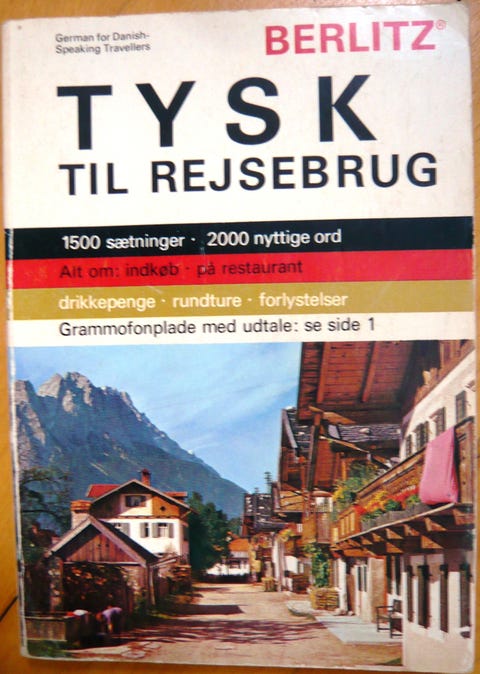 German for Danish-
Speaking Travellers
BERLITZ®
TYSK
TIL REJSEBRUG
1500 sætninger · 2000 nyttige ord
Alt om: indkøb · på restaurant
drikkepenge · rundture · forlystelser
Grammofonplade med udtale: se side 1